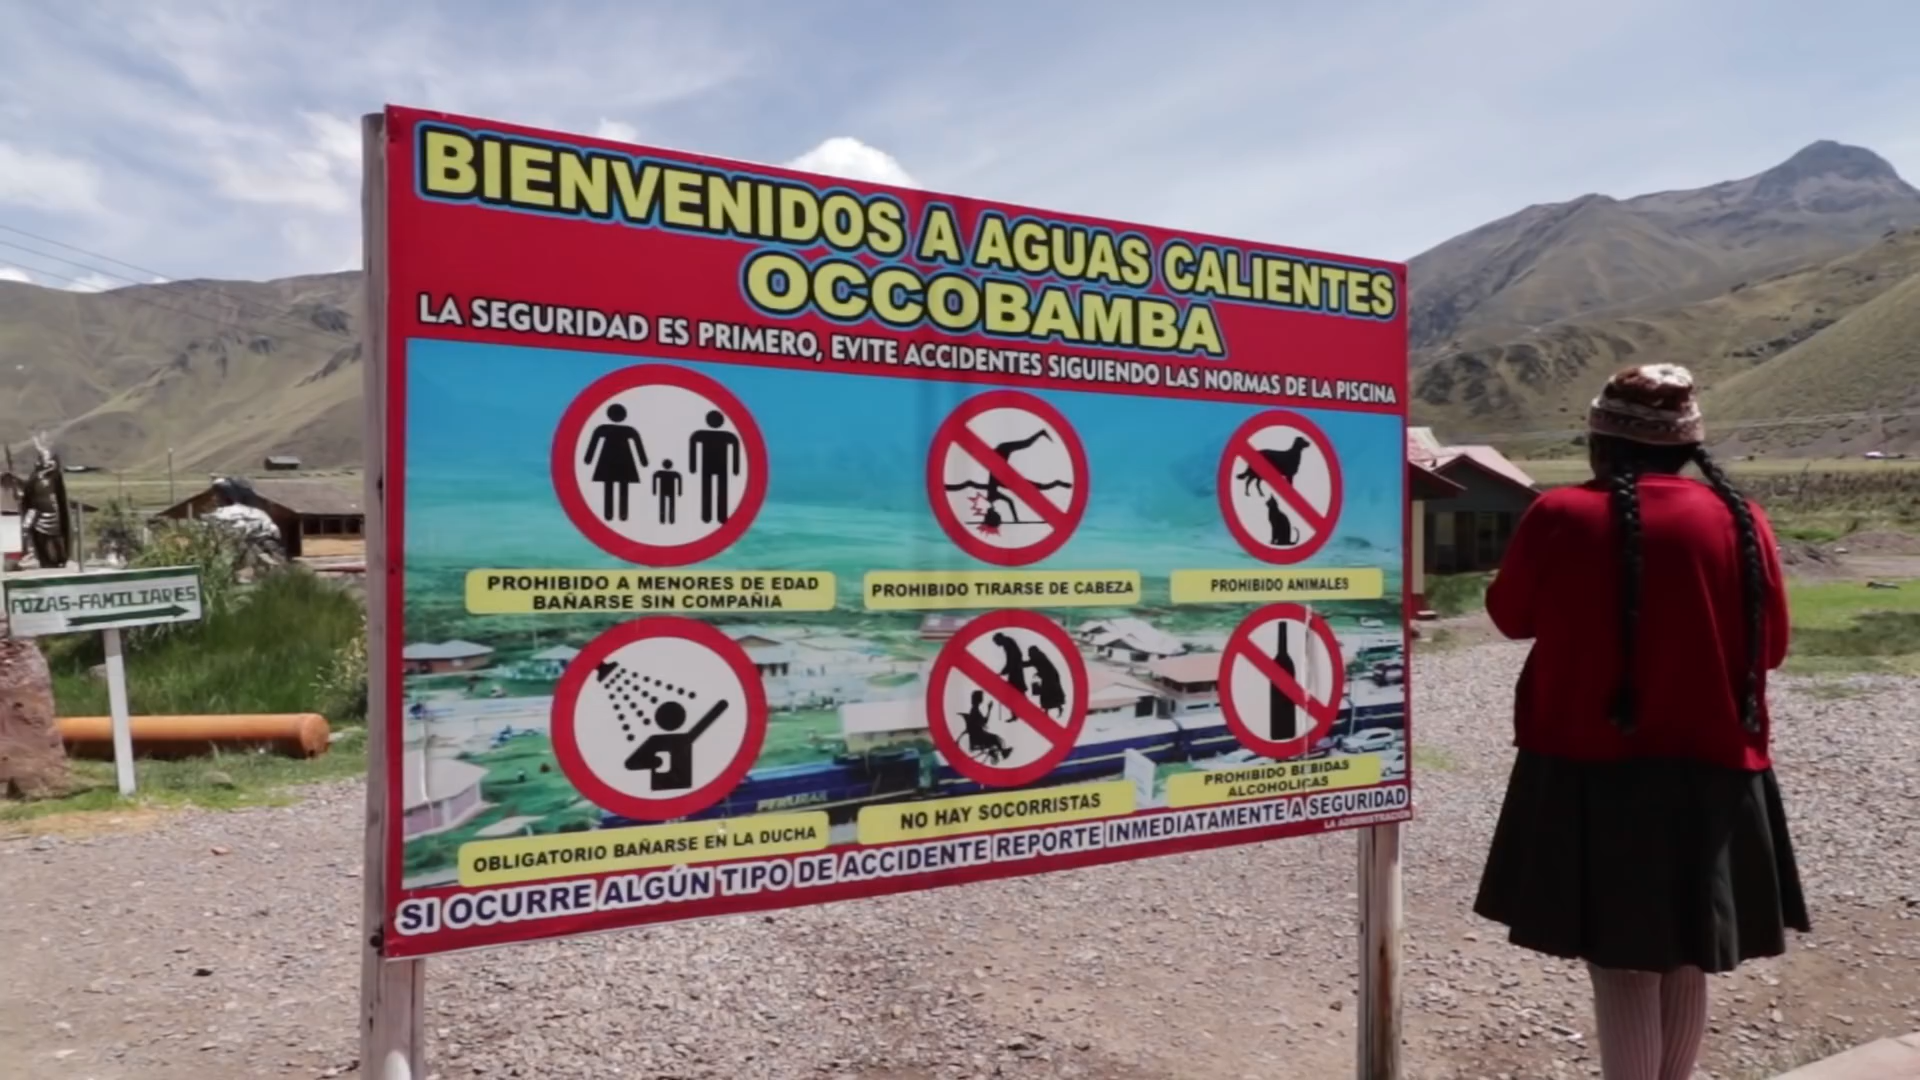 BIENVENIDOS A AGUAS CALIENTES
OCCOBAMBA
LA SEGURIDAD ES PRIMERO, EVITE ACCIDENTES SIGUIENDO LAS NORMAS DE LA PISCINA
PROHIBIDO A MENORES DE EDAD
BAÑARSE SIN COMPAÑIA
PROHIBIDO TIRARSE DE CABEZA
PROHIBIDO ANIMALES
OBLIGATORIO BAÑARSE EN LA DUCHA
NO HAY SOCORRISTAS
PROHIBIDO BEBIDAS
ALCOHOLICAS
SI OCURRE ALGÚN TIPO DE ACCIDENTE REPORTE INMEDIATAMENTE A SEGURIDAD
LA ADMINISTRACIÓN
POZAS-FAMILIARES